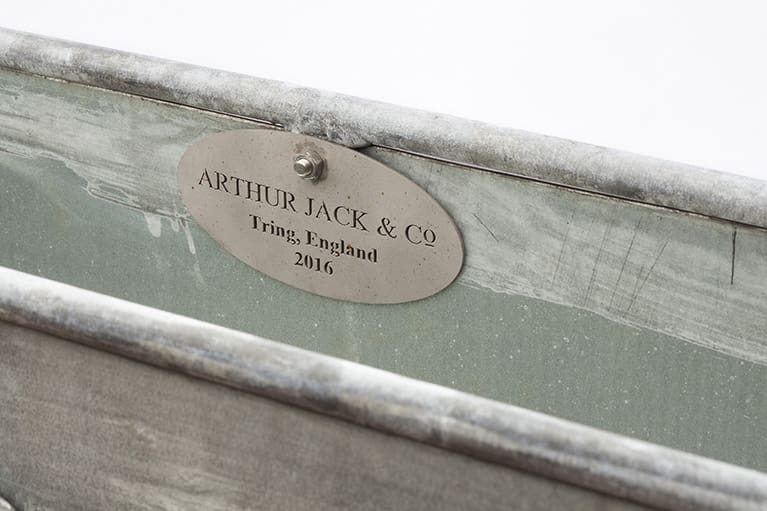 ARTHUR JACK & Cº
Tring, England
2016